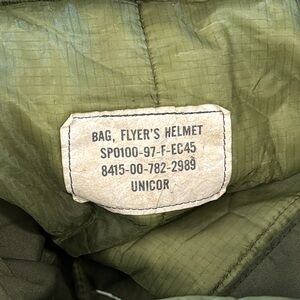 BAG, FLYER'S HELMET
SP0100-97-F-EC45
8415-00-782-2989
UNICOR